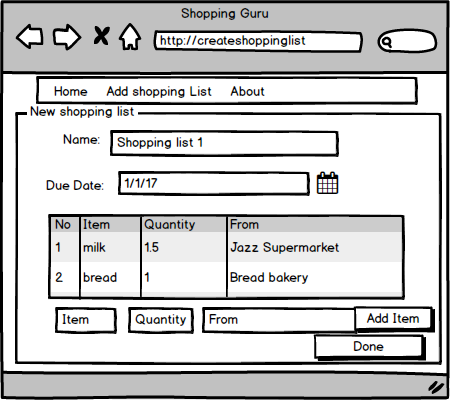 Shopping Guru
http://createshoppinglist
Home Add shopping List About
New shopping list
Name: Shopping list 1
Due Date: 1/1/17
No Item Quantity From
1 milk 1.5 Jazz Supermarket
2 bread 1 Bread bakery
Item Quantity From Add Item
Done